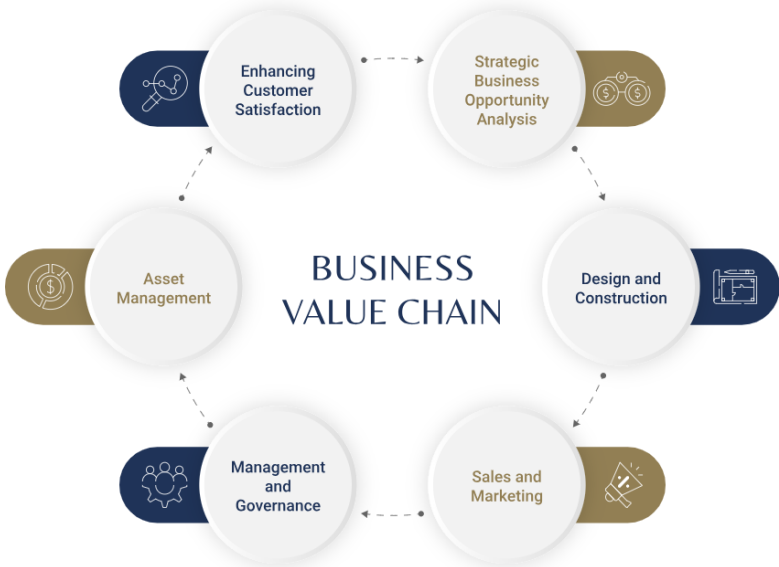 Enhancing
Customer
Satisfaction
Strategic
Business
Opportunity
Analysis
Asset
Management
BUSINESS
VALUE CHAIN
Design and
Construction
Management
and
Governance
Sales and
Marketing